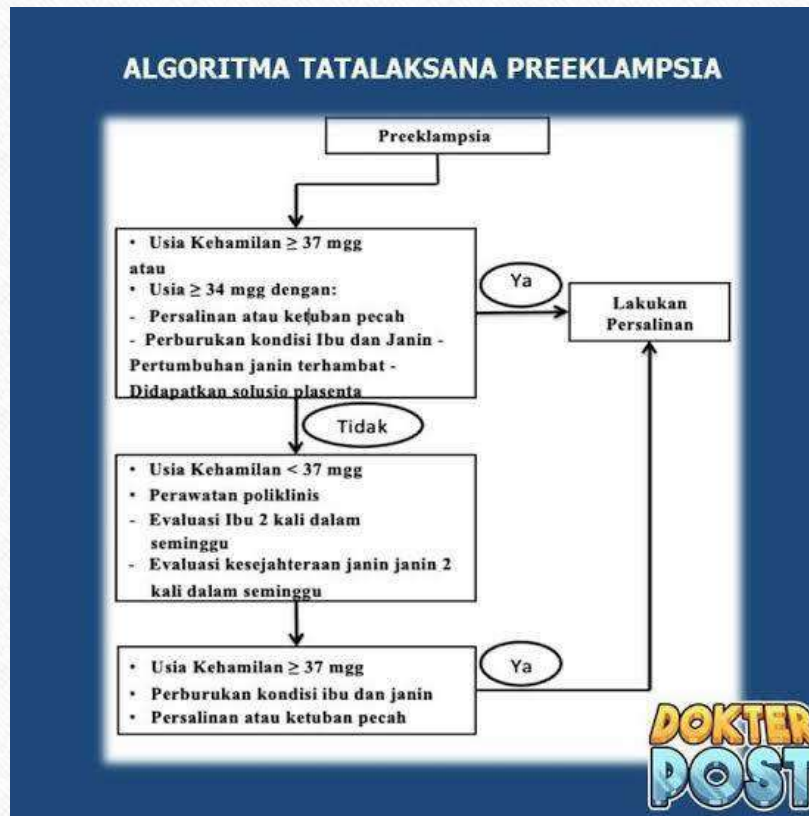 ALGORITMA TATALAKSANA PREEKLAMPSIA
Preeklampsia
• Usia Kehamilan ≥ 37 mgg
atau
• Usia ≥ 34 mgg dengan:
- Persalinan atau ketuban pecah
- Perburukan kondisi Ibu dan Janin -
Pertumbuhan janin terhambat -
Didapatkan solusio plasenta
Ya
Lakukan
Persalinan
Tidak
• Usia Kehamilan < 37 mgg
• Perawatan poliklinis
- Evaluasi Ibu 2 kali dalam
seminggu
- Evaluasi kesejahteraan janin janin 2
kali dalam seminggu
• Usia Kehamilan ≥ 37 mgg
• Perburukan kondisi ibu dan janin
• Persalinan atau ketuban pecah
Ya
DOKTER
POST